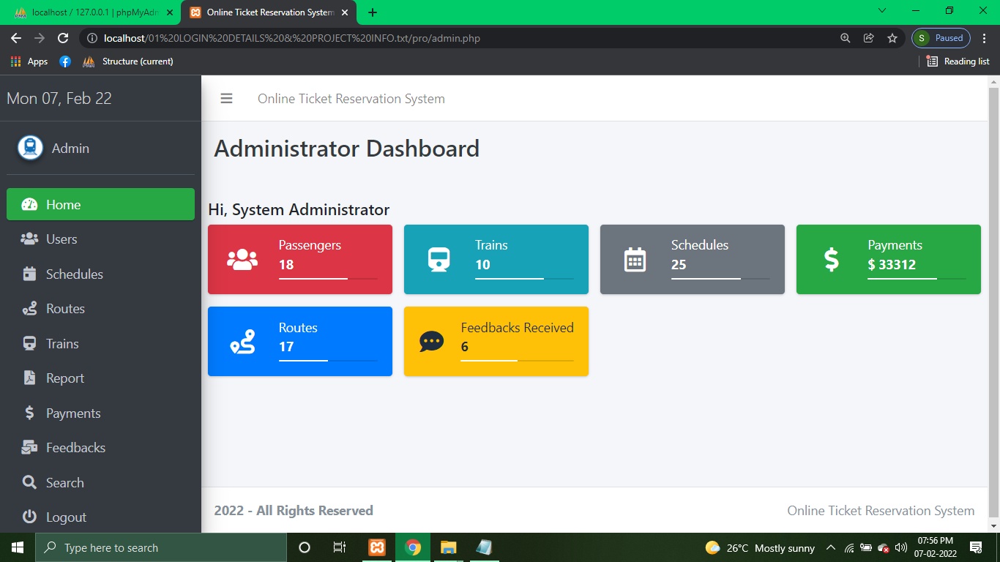 localhost / 127.0.0.1 | phpMyAdn
Online Ticket Reservation System
localhost/01%20LOGIN%20DETAILS%20&%20PROJECT%20INFO.txt/pro/admin.php
S Paused
Apps
Structure (current)
Reading list
Mon 07, Feb 22
Online Ticket Reservation System
Admin
Administrator Dashboard
Home
Hi, System Administrator
Users
Schedules
Routes
Trains
Report
Payments
Feedbacks
Search
Logout
Passengers
18
Trains
10
Schedules
25
Payments
$ 33312
Routes
17
Feedbacks Received
6
2022 - All Rights Reserved
Online Ticket Reservation System
Type here to search
26°C Mostly sunny
07:56 PM
07-02-2022